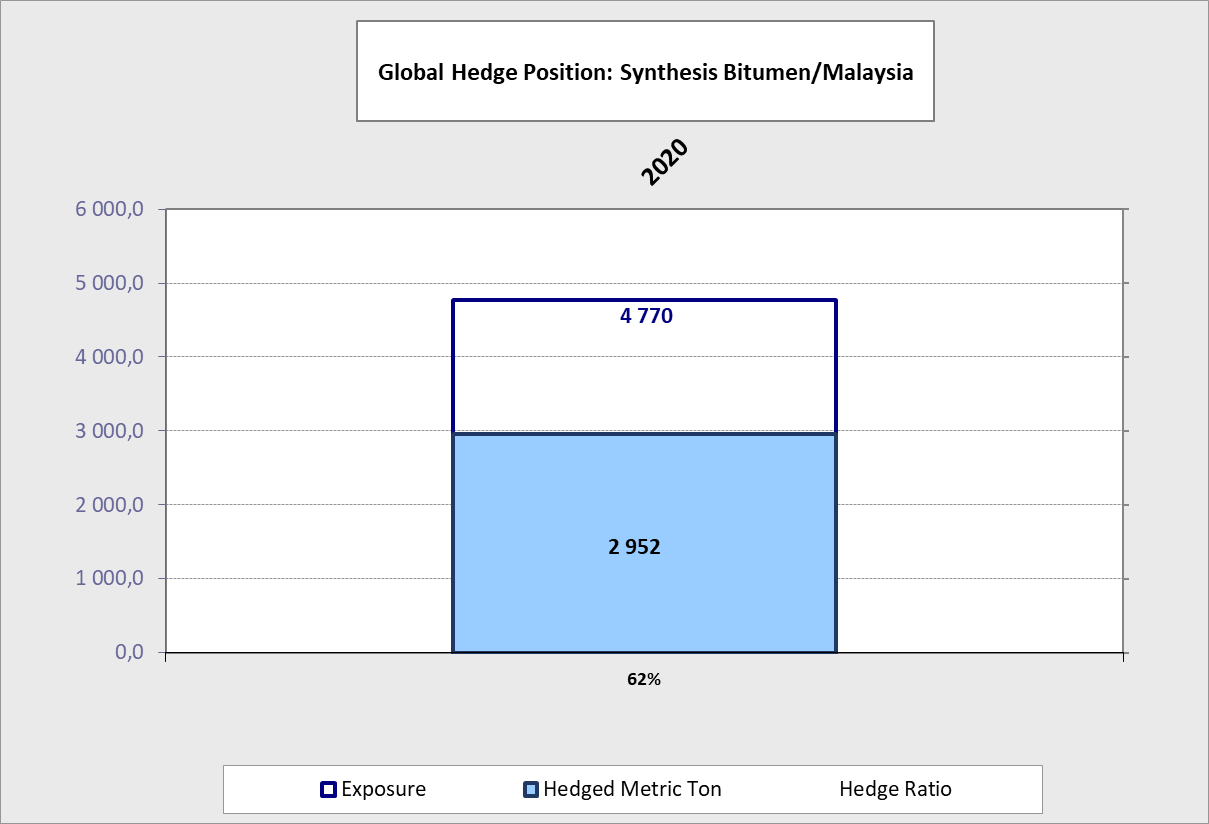 Global Hedge Position: Synthesis Bitumen/Malaysia
2020
6 000,0
5 000,0
4 000,0
3 000,0
2 000,0
1 000,0
0,0
4 770
2 952
62%
Exposure
Hedged Metric Ton
Hedge Ratio